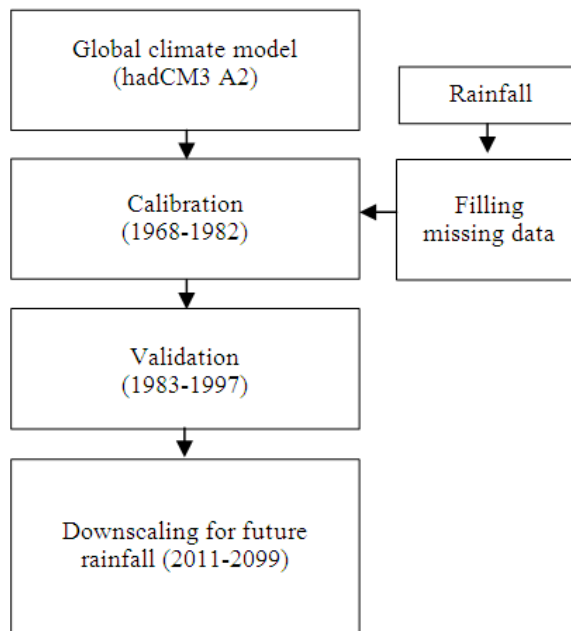 Global climate model
(hadCM3 A2)
Rainfall
Calibration
(1968-1982)
Filling
missing data
Validation
(1983-1997)
Downscaling for future
rainfall (2011-2099)